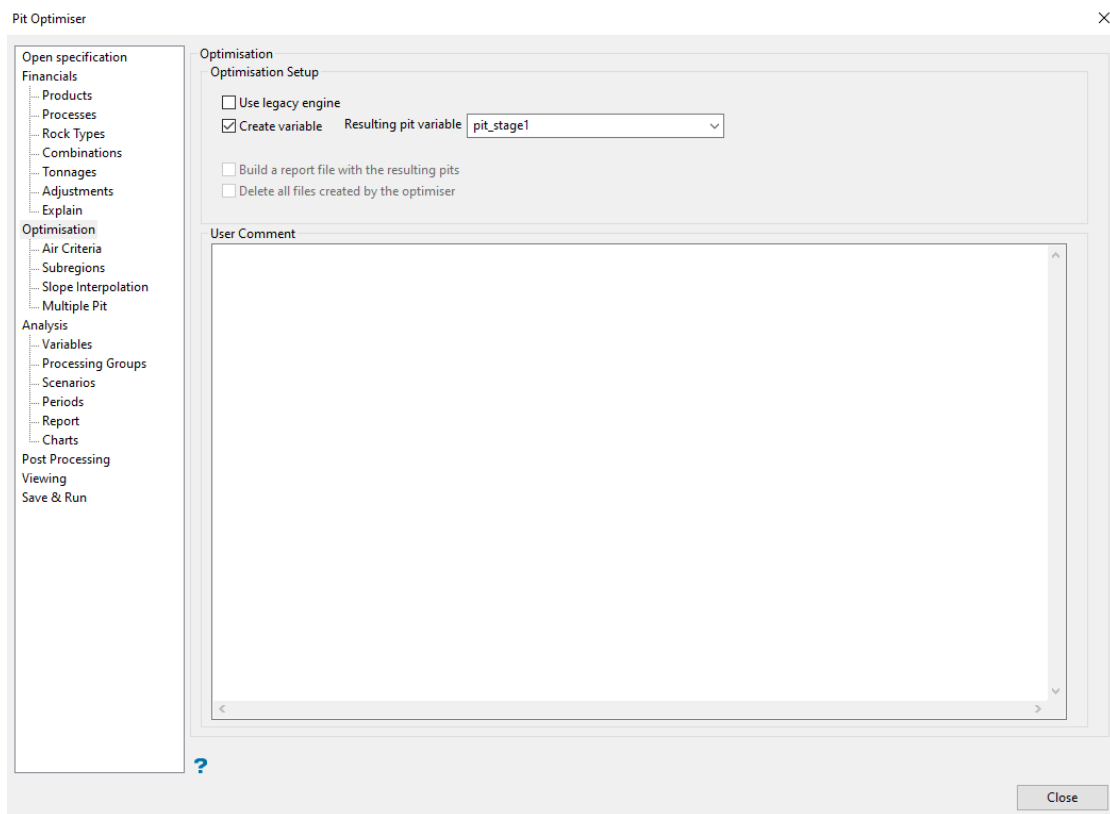 Pit Optimiser
Open specification
Financials
Products
Processes
Rock Types
Combinations
Tonnages
Adjustments
Explain
Optimisation
Air Criteria
Subregions
Slope Interpolation
Multiple Pit
Analysis
Variables
Processing Groups
Scenarios
Periods
Report
Charts
Post Processing
Viewing
Save & Run
Optimisation
Optimisation Setup
Use legacy engine
Create variable Resulting pit variable pit_stage1
Build a report file with the resulting pits
Delete all files created by the optimiser
User Comment
?
Close